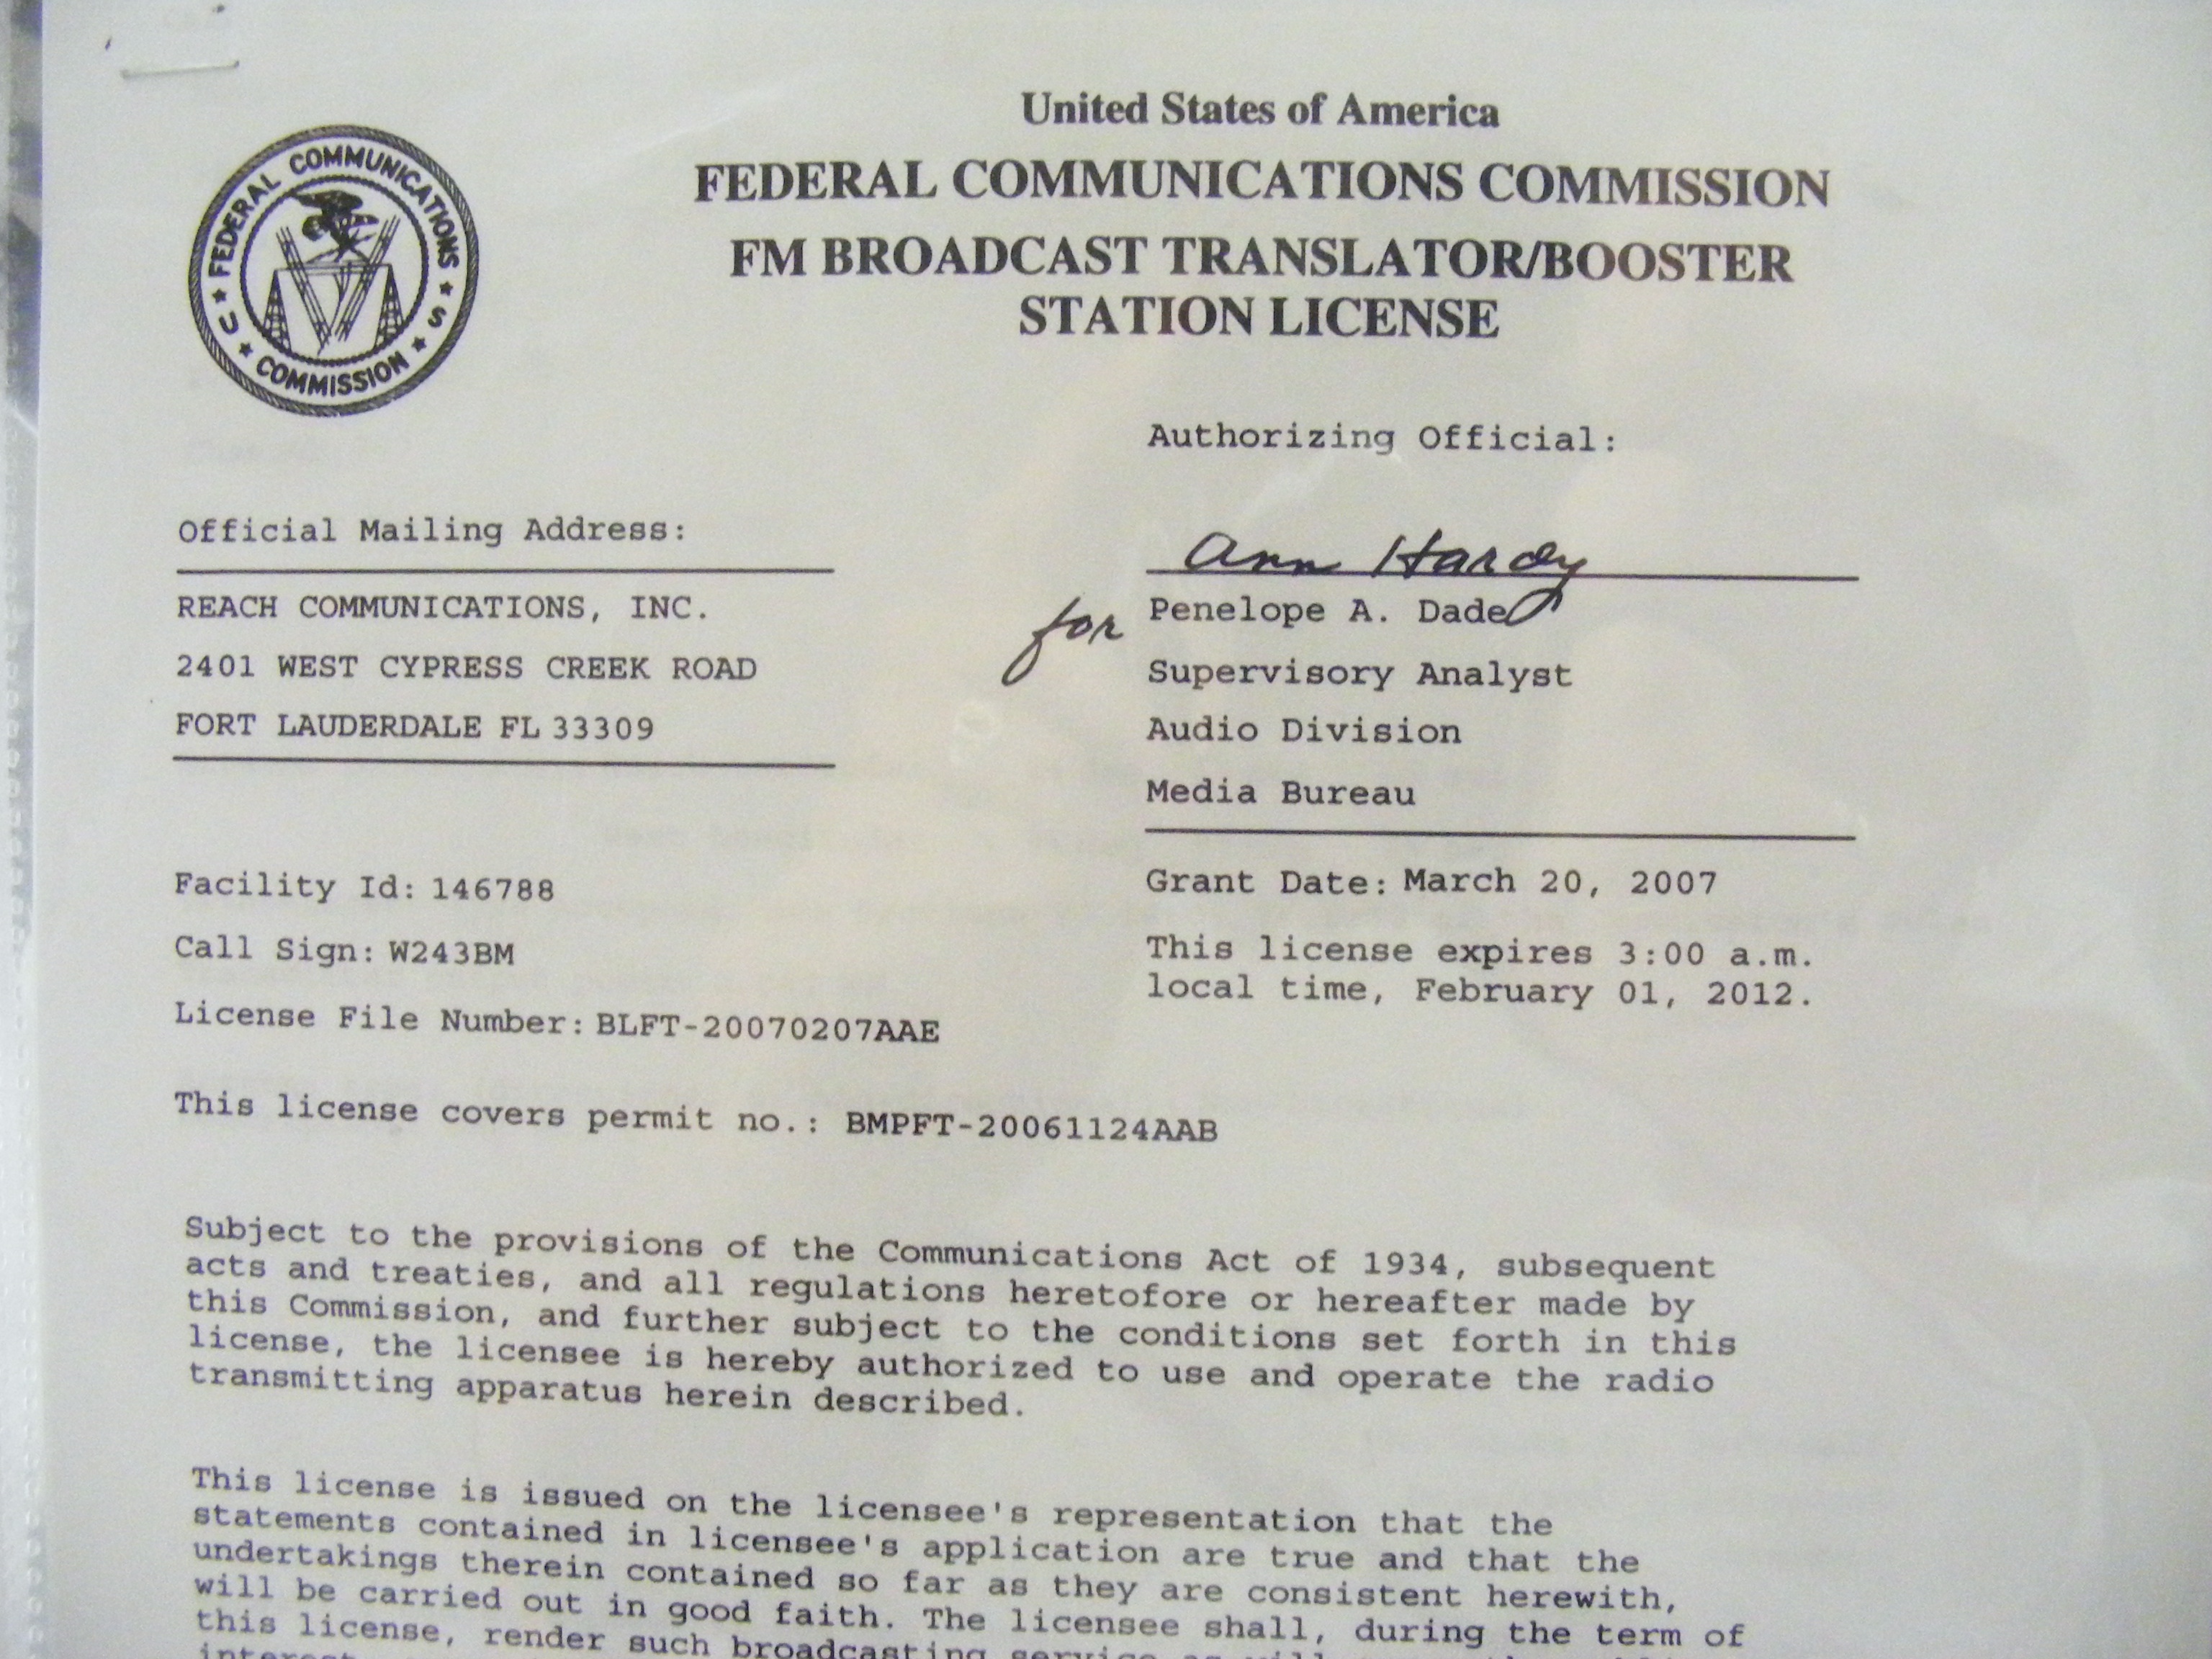 United States of America
FEDERAL COMMUNICATIONS COMMISSION
FM BROADCAST TRANSLATOR/BOOSTER
STATION LICENSE
FEDERAL COMMUNICATIONS COMMISSION
U ★ ★ ★ ★ S
Authorizing Official:
Official Mailing Address:
Ann Hardy
REACH COMMUNICATIONS, INC.
2401 WEST CYPRESS CREEK ROAD
FORT LAUDERDALE FL 33309
for Penelope A. Dade
Supervisory Analyst
Audio Division
Media Bureau
Facility Id: 146788
Call Sign: W243BM
License File Number: BLFT-20070207AAE
Grant Date: March 20, 2007
This license expires 3:00 a.m.
local time, February 01, 2012.
This license covers permit no.: BMPFT-20061124AAB
Subject to the provisions of the Communications Act of 1934, subsequent
acts and treaties, and all regulations heretofore or hereafter made by
this Commission, and further subject to the conditions set forth in this
license, the licensee is hereby authorized to use and operate the radio
transmitting apparatus herein described.
This license is issued on the licensee's representation that the
statements contained in licensee's application are true and that the
undertakings therein contained so far as they are consistent herewith,
will be carried out in good faith. The licensee shall, during the term of
this license, render such broadcasting service as will